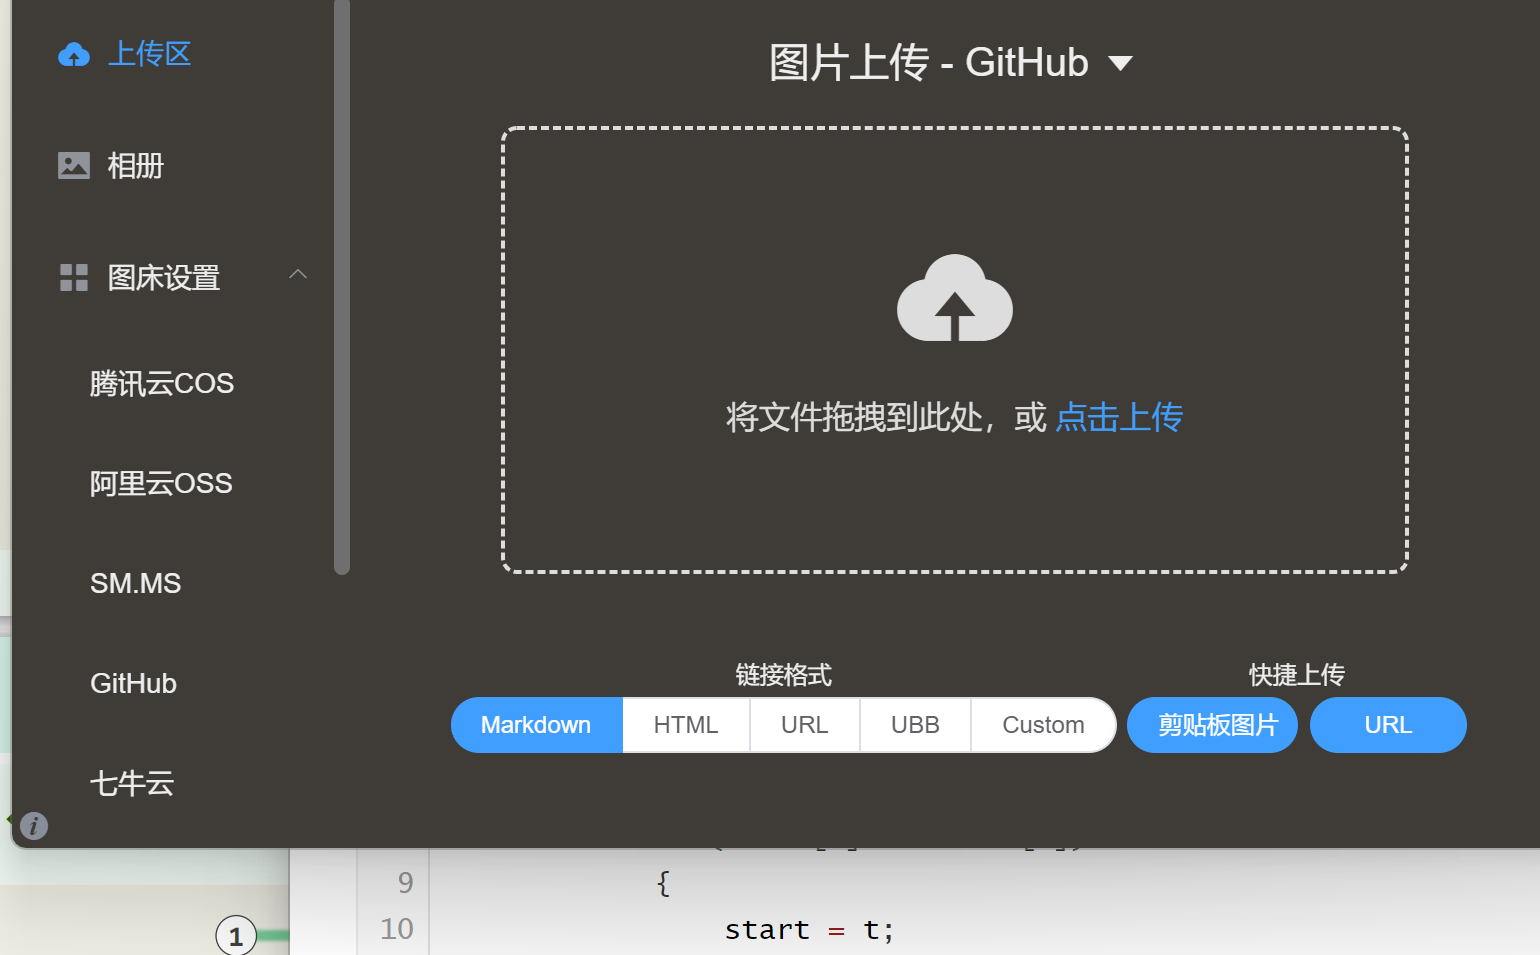 上传区
相册
图床设置
腾讯云COS
阿里云OSS
SM.MS
GitHub
七牛云
图片上传 - GitHub
将文件拖拽到此处，或 点击上传
链接格式
Markdown HTML URL UBB Custom
快捷上传
剪贴板图片 URL
9 {
10 start = t;
1